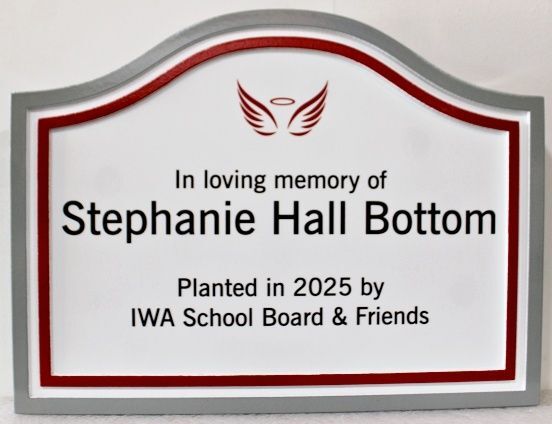 In loving memory of
Stephanie Hall Bottom
Planted in 2025 by
IWA School Board & Friends